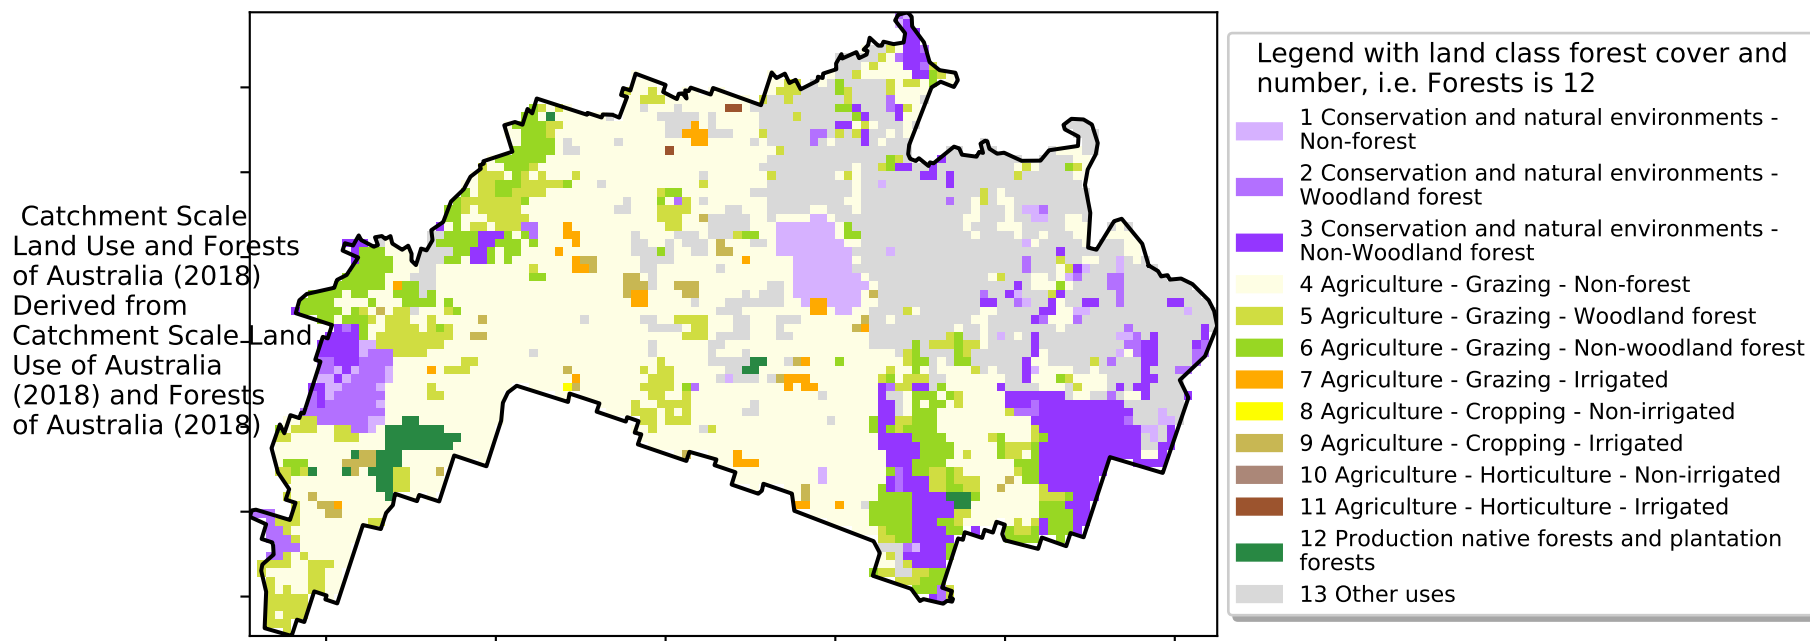 Catchment Scale
Land Use and Forests
of Australia (2018)
Derived from
Catchment Scale Land
Use of Australia
(2018) and Forests
of Australia (2018)
Legend with land class forest cover and
number, i.e. Forests is 12
1 Conservation and natural environments -
Non-forest
2 Conservation and natural environments -
Woodland forest
3 Conservation and natural environments -
Non-Woodland forest
4 Agriculture - Grazing - Non-forest
5 Agriculture - Grazing - Woodland forest
6 Agriculture - Grazing - Non-woodland forest
7 Agriculture - Grazing - Irrigated
8 Agriculture - Cropping - Non-irrigated
9 Agriculture - Cropping - Irrigated
10 Agriculture - Horticulture - Non-irrigated
11 Agriculture - Horticulture - Irrigated
12 Production native forests and plantation
forests
13 Other uses